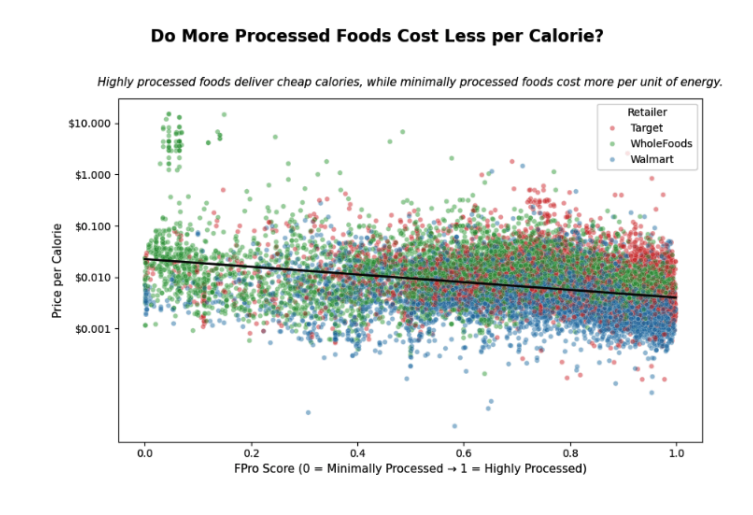 Do More Processed Foods Cost Less per Calorie?
Highly processed foods deliver cheap calories, while minimally processed foods cost more per unit of energy.
Retailer
Target
WholeFoods
Walmart
$10.000
$1.000
$0.100
$0.010
$0.001
Price per Calorie
0.0 0.2 0.4 0.6 0.8 1.0
FPro Score (0 = Minimally Processed → 1 = Highly Processed)